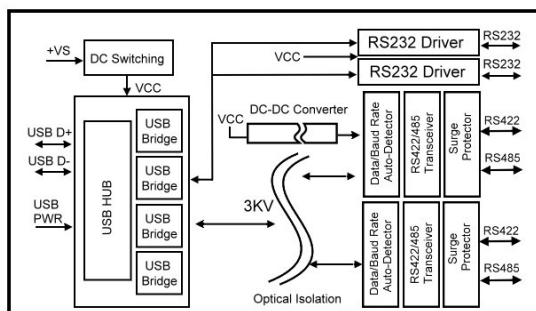 +VS
DC Switching
VCC
USB D+
USB D-
USB
PWR
USB HUB
USB
Bridge
USB
Bridge
USB
Bridge
USB
Bridge
RS232 Driver
RS232
VCC
RS232 Driver
RS232
DC-DC Converter
VCC
3KV
Optical Isolation
Data/Baud Rate
Auto-Detector
RS422/485
Transceiver
Surge
Protector
RS422
RS485
Data/Baud Rate
Auto-Detector
RS422/485
Transceiver
Surge
Protector
RS422
RS485